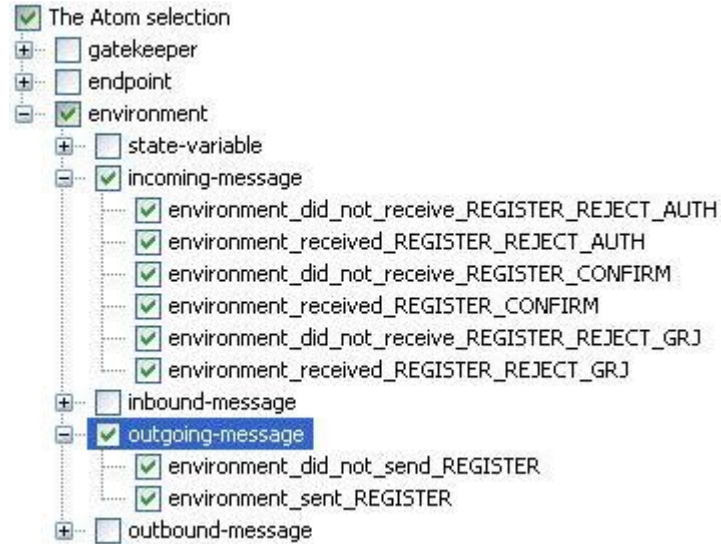 The Atom selection
gatekeeper
endpoint
environment
state-variable
incoming-message
environment_did_not_receive_REGISTER_REJECT_AUTH
environment_received_REGISTER_REJECT_AUTH
environment_did_not_receive_REGISTER_CONFIRM
environment_received_REGISTER_CONFIRM
environment_did_not_receive_REGISTER_REJECT_GRJ
environment_received_REGISTER_REJECT_GRJ
inbound-message
outgoing-message
environment_did_not_send_REGISTER
environment_sent_REGISTER
outbound-message